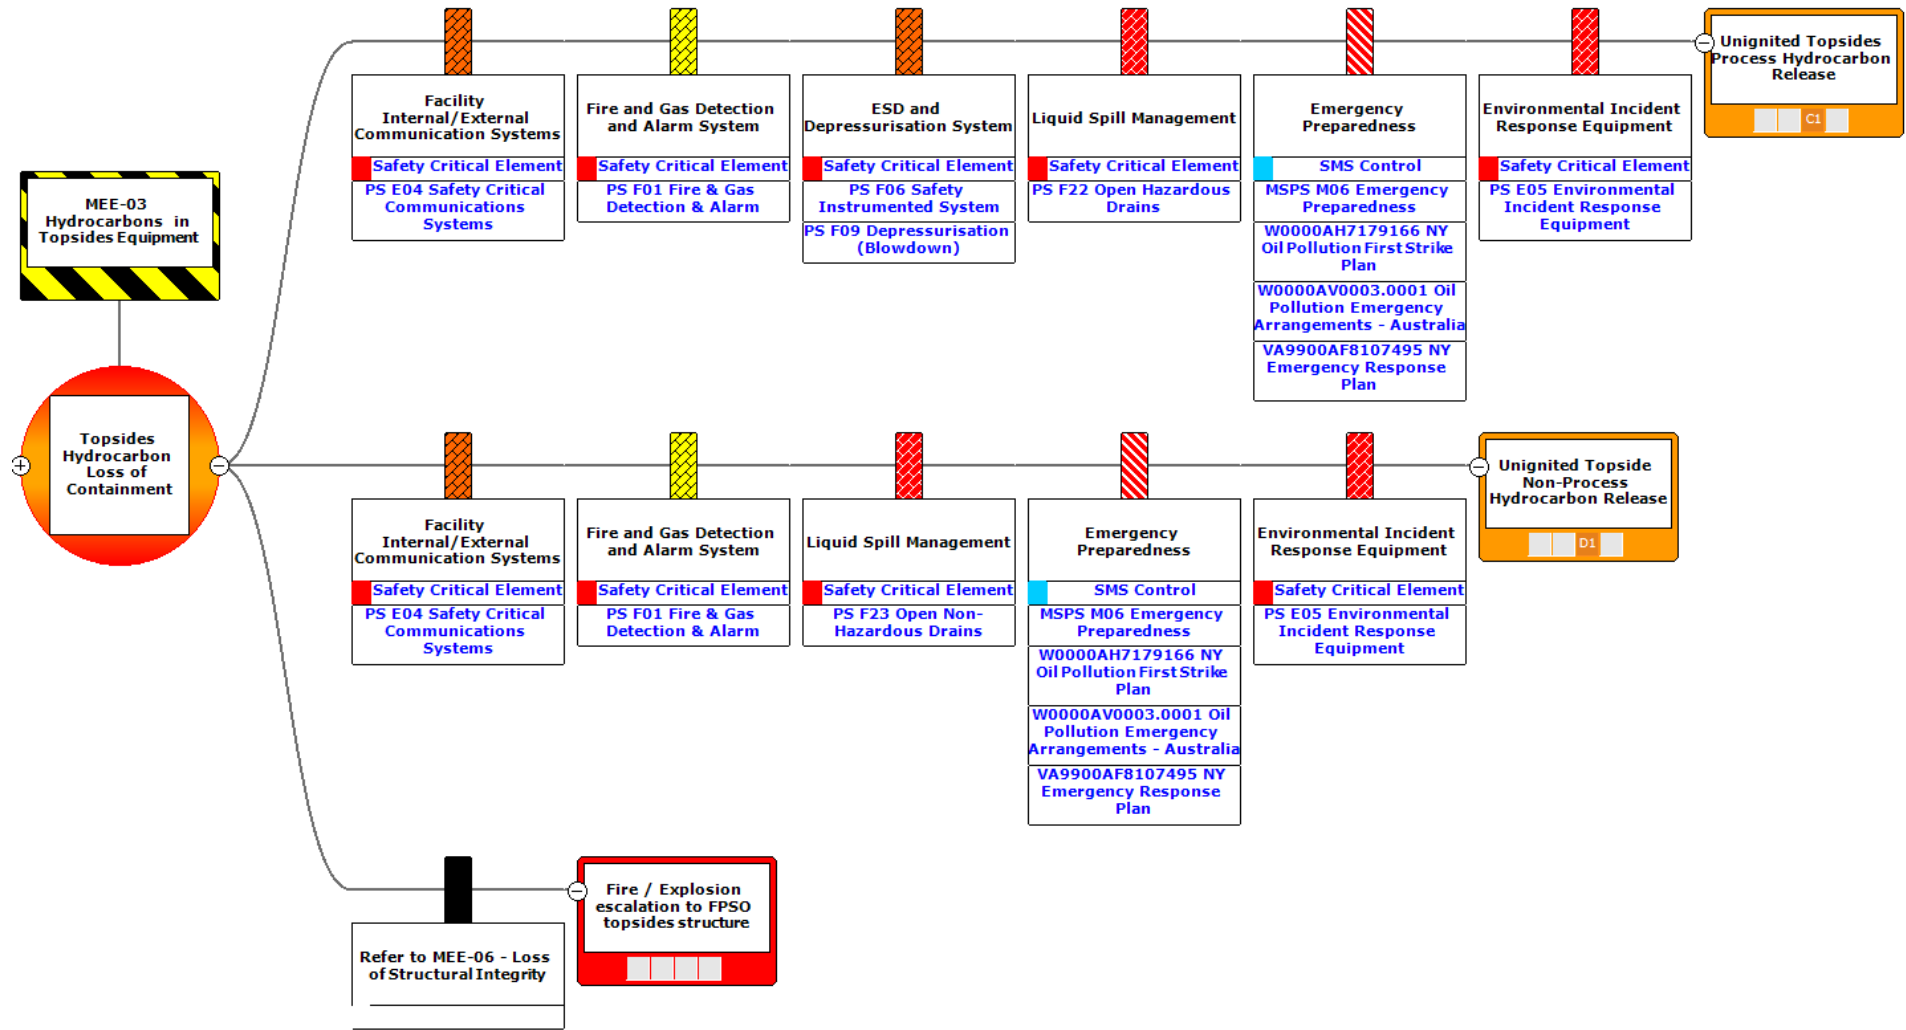 MEE-03
Hydrocarbons in
Topsides Equipment
Topsides
Hydrocarbon
Loss of
Containment
Facility
Internal/External
Communication Systems
Safety Critical Element
PS E04 Safety Critical
Communications
Systems
Fire and Gas Detection
and Alarm System
Safety Critical Element
PS F01 Fire & Gas
Detection & Alarm
ESD and
Depressurisation System
Safety Critical Element
PS F06 Safety
Instrumented System
PS F09 Depressurisation
(Blowdown)
Liquid Spill Management
Safety Critical Element
PS F22 Open Hazardous
Drains
Emergency
Preparedness
SMS Control
MSPS M06 Emergency
Preparedness
W0000AH7179166 NY
Oil Pollution First Strike
Plan
W0000AV0003.0001 Oil
Pollution Emergency
Arrangements - Australia
VA9900AF8107495 NY
Emergency Response
Plan
Environmental Incident
Response Equipment
Safety Critical Element
PS E05 Environmental
Incident Response
Equipment
Unignited Topsides
Process Hydrocarbon
Release
C1
Facility
Internal/External
Communication Systems
Safety Critical Element
PS E04 Safety Critical
Communications
Systems
Fire and Gas Detection
and Alarm System
Safety Critical Element
PS F01 Fire & Gas
Detection & Alarm
Liquid Spill Management
Safety Critical Element
PS F23 Open Non-
Hazardous Drains
Emergency
Preparedness
SMS Control
MSPS M06 Emergency
Preparedness
W0000AH7179166 NY
Oil Pollution First Strike
Plan
W0000AV0003.0001 Oil
Pollution Emergency
Arrangements - Australia
VA9900AF8107495 NY
Emergency Response
Plan
Environmental Incident
Response Equipment
Safety Critical Element
PS E05 Environmental
Incident Response
Equipment
Unignited Topside
Non-Process
Hydrocarbon Release
D1
Refer to MEE-06 - Loss
of Structural Integrity
Fire / Explosion
escalation to FPSO
topsides structure